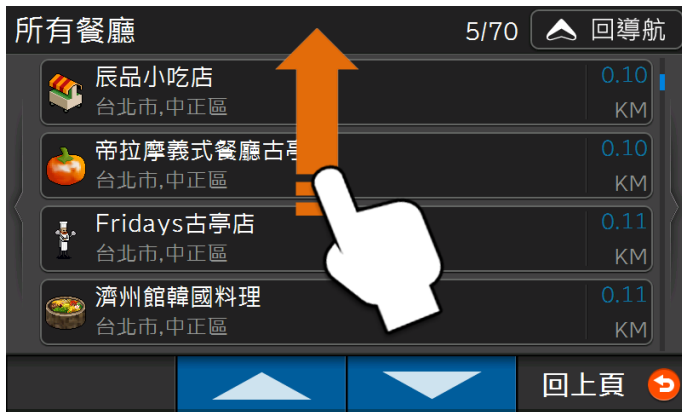 所有餐廳 5/70 回導航
辰品小吃店 0.10
台北市,中正區 KM
帝拉摩義式餐廳古亭 0.10
台北市,中正區 KM
Fridays古亭店 0.11
台北市,中正區 KM
濟州館韓國料理 0.11
台北市,中正區 KM
回上頁